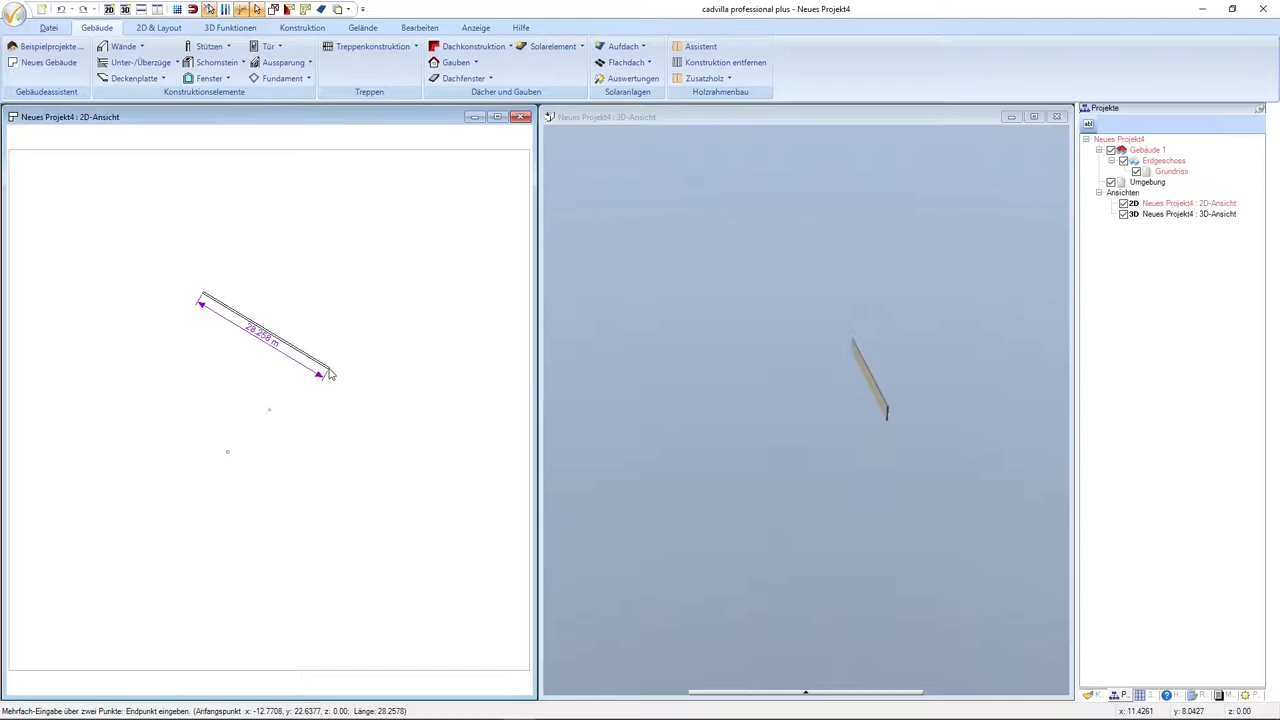 cadvilla professional plus - Neues Projekt4
Datei Gebäude 2D & Layout 3D Funktionen Konstruktion Gelände Bearbeiten Anzeige Hilfe
Beispielprojekte ... Wände Stützen Tür Treppenkonstruktion Dachkonstruktion Solarelement Aufdach Assistent
Neues Gebäude Unter-/Überzüge Schornstein Aussparung Gauben Flachdach Konstruktion entfernen
Deckenplatte Fenster Fundament Dachfenster Auswertungen Zusatzholz
Gebäudeassistent Konstruktionselemente Treppen Dächer und Gauben Solaranlagen Holzrahmenbau
Neues Projekt4 : 2D-Ansicht
28.258 m
Neues Projekt4 : 3D-Ansicht
Projekte
Neues Projekt4
Gebäude 1
Erdgeschoss
Grundriss
Umgebung
Ansichten
2D Neues Projekt4 : 2D-Ansicht
3D Neues Projekt4 : 3D-Ansicht
K... P... 3... H... R... M... P...
Mehrfach-Eingabe über zwei Punkte: Endpunkt eingeben. (Anfangspunkt x: -12.7708, y: 22.6377, z: 0.00: Länge: 28.2578) x: 11.4261 y: 8.0427 z: 0.00